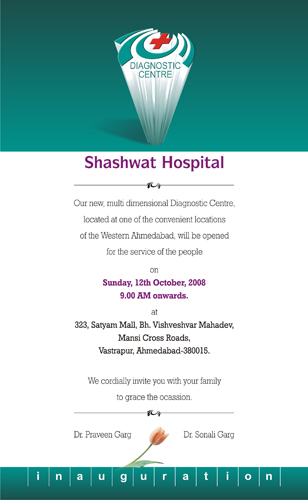 DIAGNOSTIC
CENTRE
Shashwat Hospital
Our new, multi dimensional Diagnostic Centre,
located at one of the convenient locations
of the Western Ahmedabad, will be opened
for the service of the people
on
Sunday, 12th October, 2008
9.00 AM onwards.
at
323, Satyam Mall, Bh. Vishveshvar Mahadev,
Mansi Cross Roads,
Vastrapur, Ahmedabad-380015.
We cordially invite you with your family
to grace the ocassion.
Dr. Praveen Garg Dr. Sonali Garg
inauguration